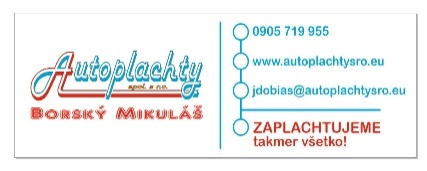 Autoplachty
spol. s r.o.
BORSKÝ MIKULÁŠ
0905 719 955
www.autoplachtysro.eu
jdobias@autoplachtysro.eu
ZAPLACHTUJEME
takmer všetko!